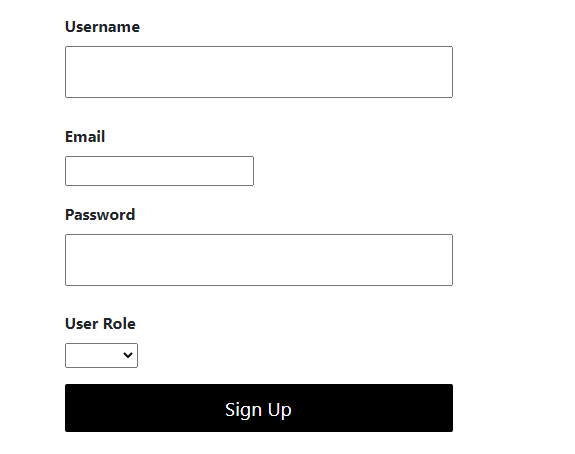 Username
Email
Password
User Role
Sign Up